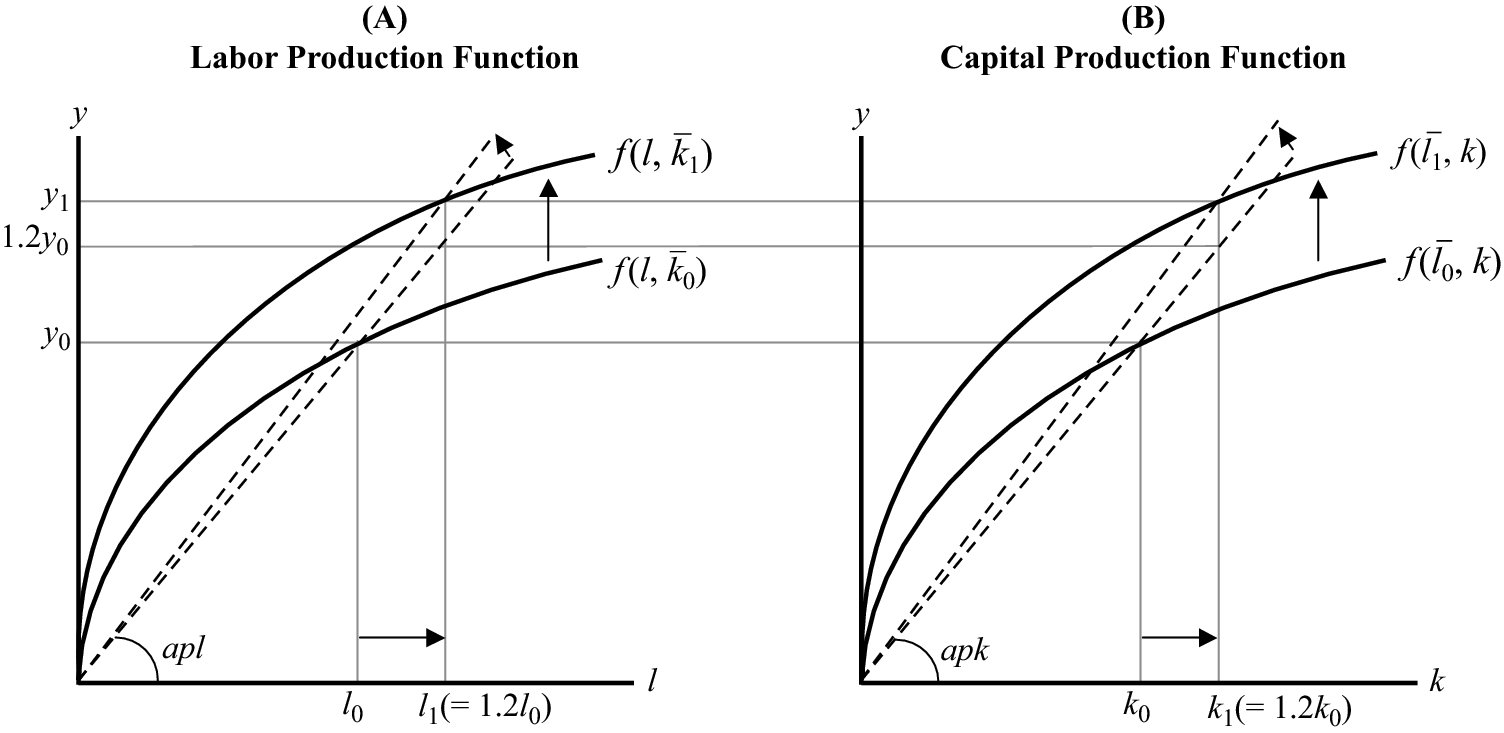 (A)
Labor Production Function
y
y₁
1.2y₀
y₀
f(l, k̅₁)
f(l, k̅₀)
apl
l
l₀
l₁(= 1.2l₀)
(B)
Capital Production Function
y
f(l̅₁, k)
f(l̅₀, k)
apk
k
k₀
k₁(= 1.2k₀)